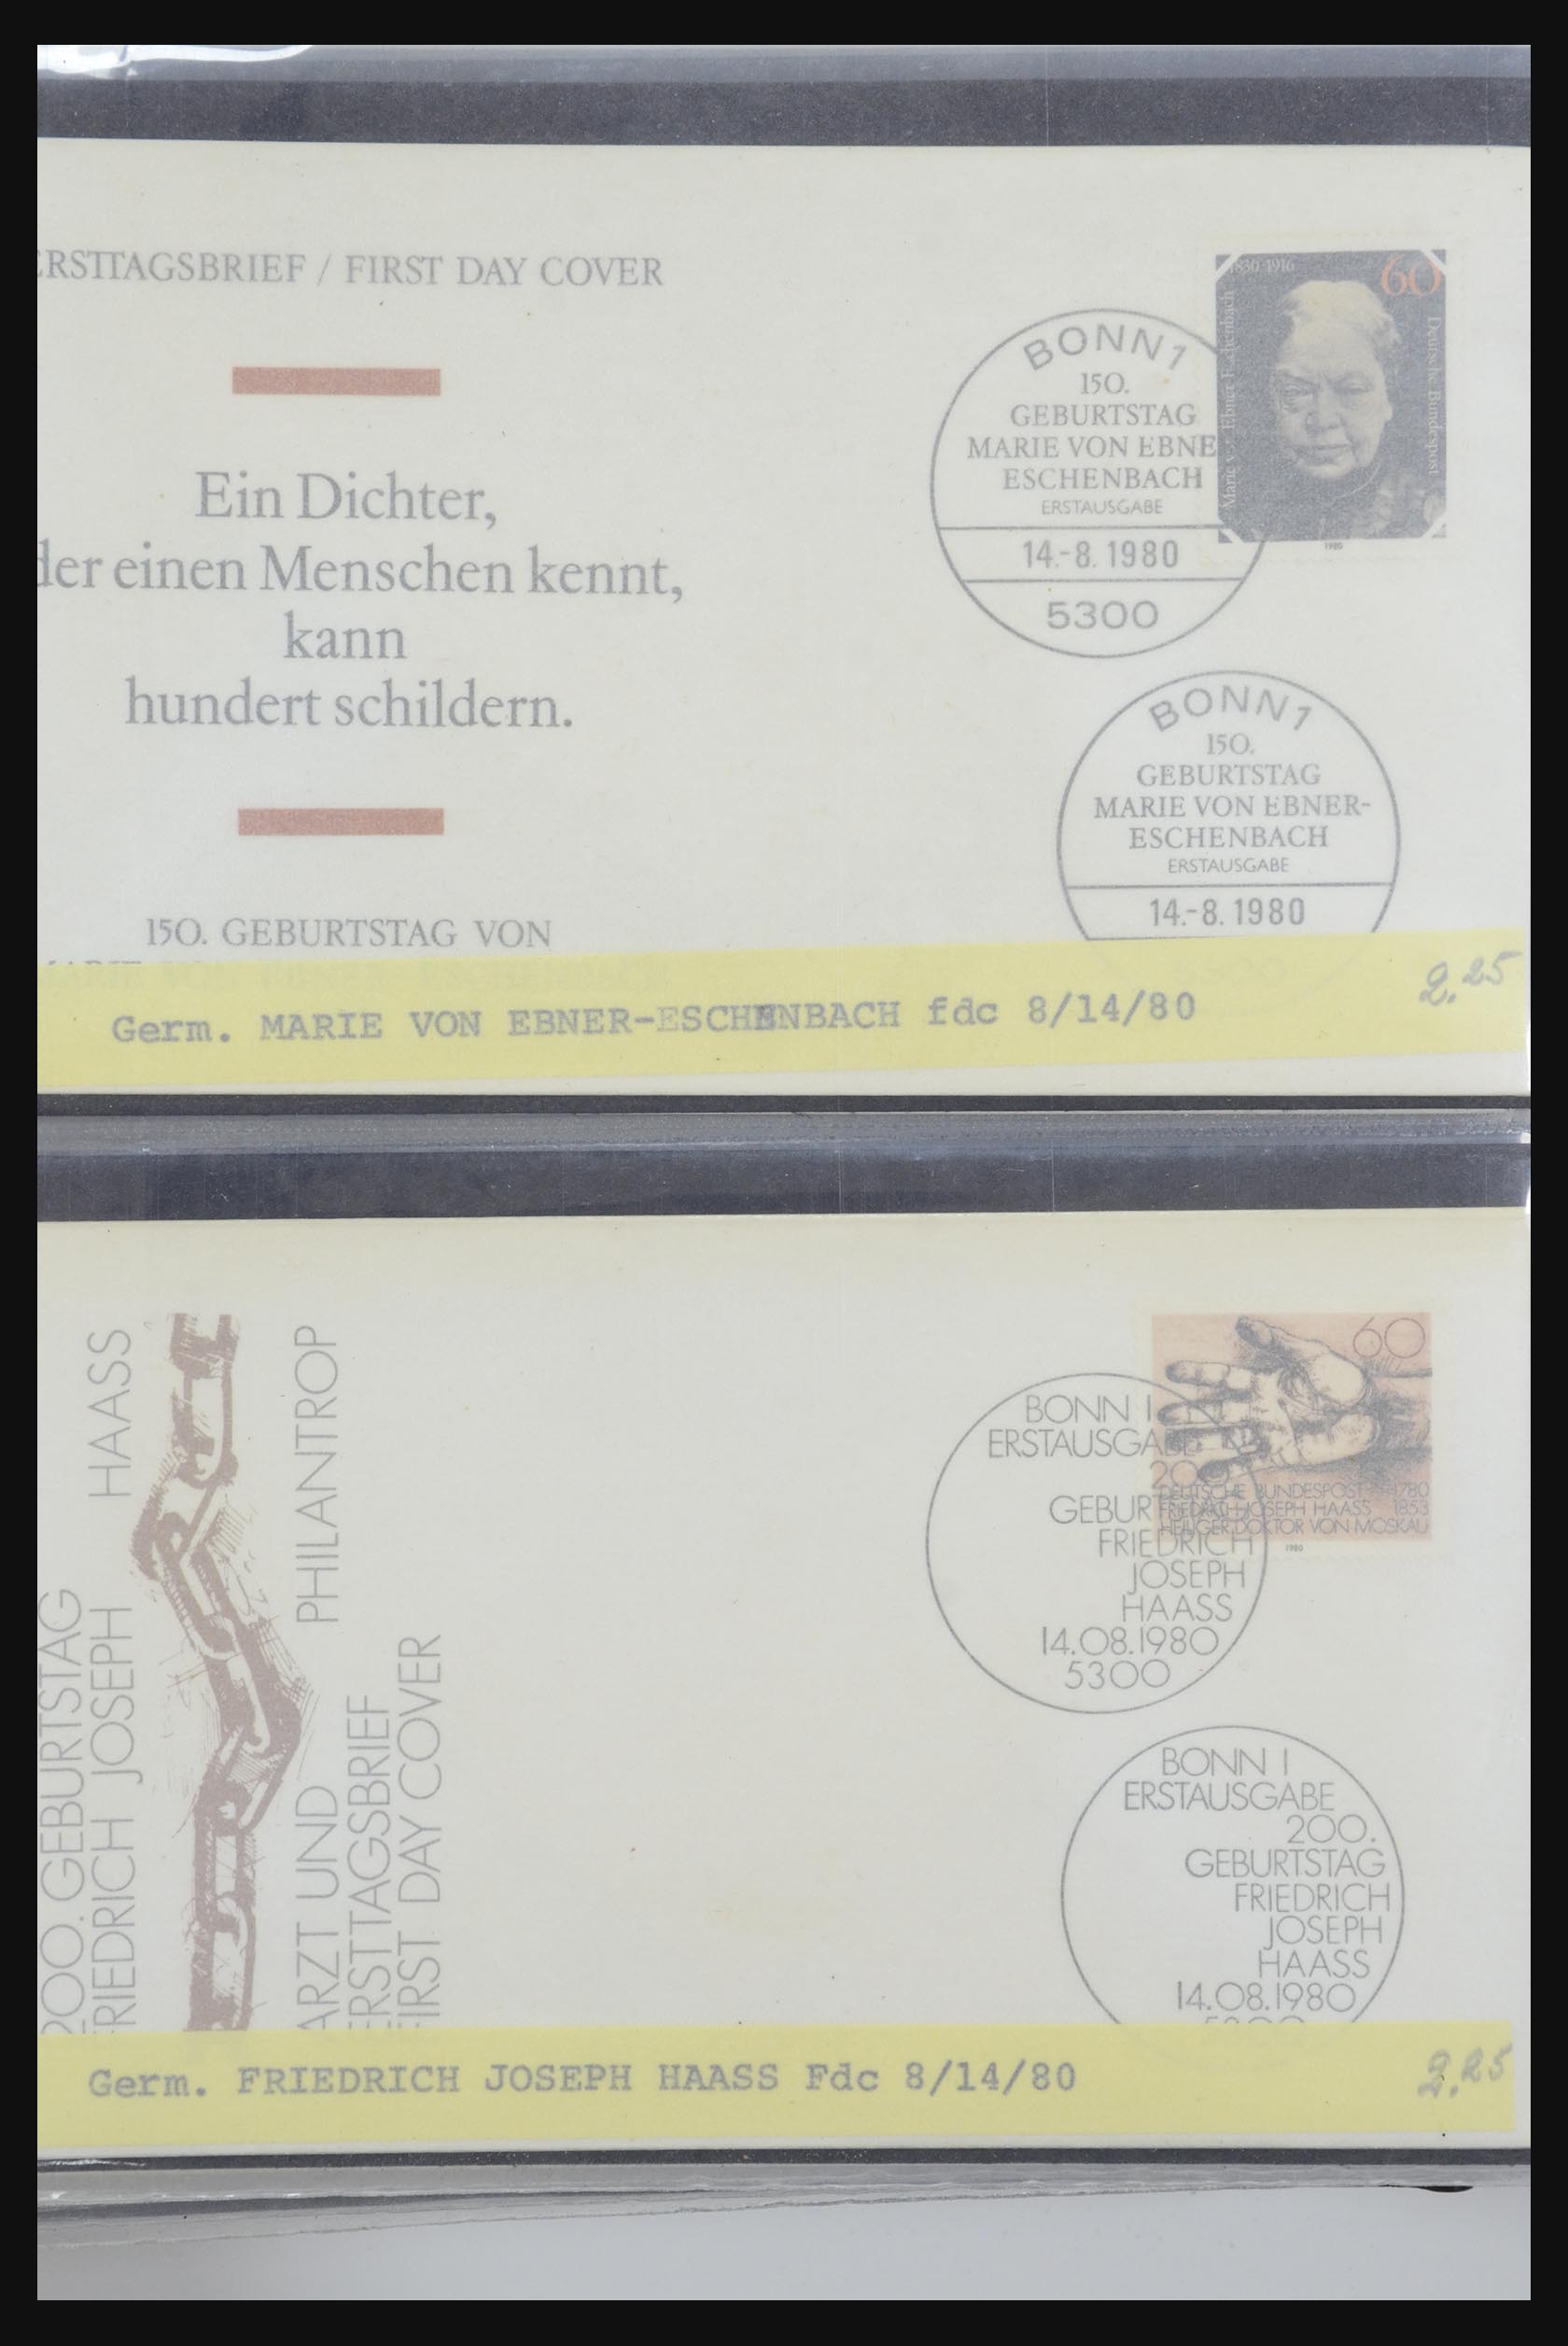 ERSTTAGSBRIEF / FIRST DAY COVER
Ein Dichter,
der einen Menschen kennt,
kann
hundert schildern.
150. GEBURTSTAG VON
MARIE VON EBNER-ESCHENBACH
1830-1916
60
Marie v. Ebner-Eschenbach
Deutsche Bundespost
1980
BONN 1
150.
GEBURTSTAG
MARIE VON EBNE
ESCHENBACH
ERSTAUSGABE
14.-8.1980
5300
BONN 1
150.
GEBURTSTAG
MARIE VON EBNER-
ESCHENBACH
ERSTAUSGABE
14.-8.1980
Germ. MARIE VON EBNER-ESCHENBACH fdc 8/14/80
2.25
200. GEBURTSTAG
FRIEDRICH JOSEPH HAASS
ARZT UND PHILANTROP
ERSTTAGSBRIEF
FIRST DAY COVER
60
DEUTSCHE BUNDESPOST 1780
FRIEDRICH JOSEPH HAASS 1853
HEILIGER DOKTOR VON MOSKAU
1980
BONN 1
ERSTAUSGABE
200.
GEBURTSTAG
FRIEDRICH
JOSEPH
HAASS
14.08.1980
5300
BONN 1
ERSTAUSGABE
200.
GEBURTSTAG
FRIEDRICH
JOSEPH
HAASS
14.08.1980
5300
Germ. FRIEDRICH JOSEPH HAASS Fdc 8/14/80
2.25